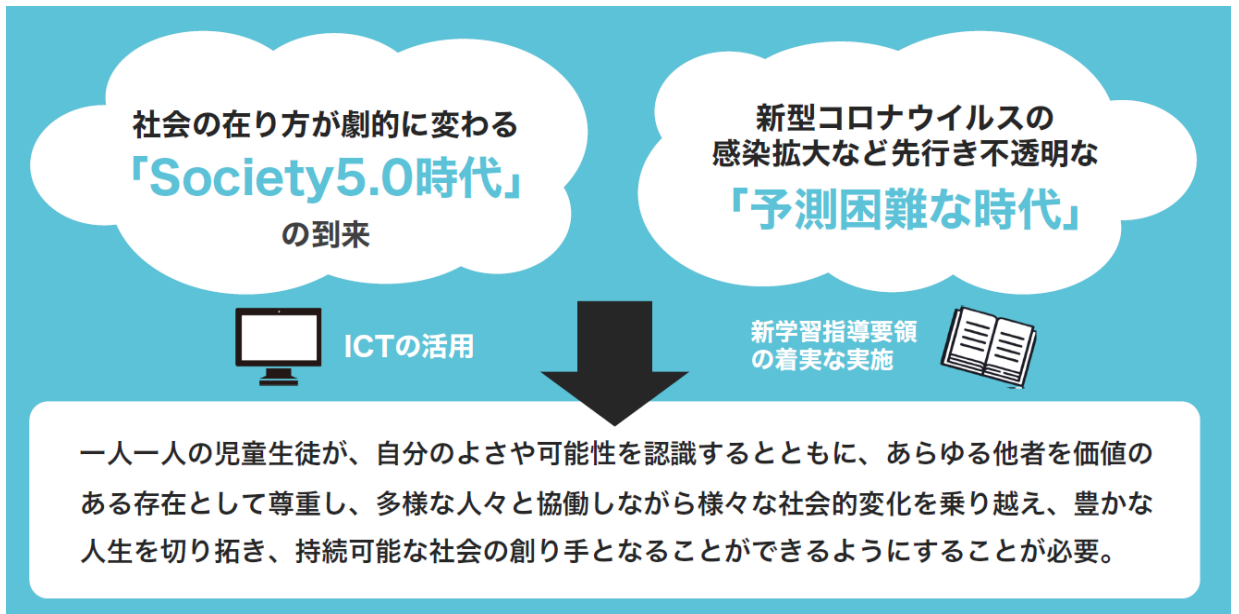 社会の在り方が劇的に変わる
「Society5.0時代」
の到来
新型コロナウイルスの
感染拡大など先行き不透明な
「予測困難な時代」
ICTの活用
新学習指導要領
の着実な実施
一人一人の児童生徒が、自分のよさや可能性を認識するとともに、あらゆる他者を価値の
ある存在として尊重し、多様な人々と協働しながら様々な社会的変化を乗り越え、豊かな
人生を切り拓き、持続可能な社会の創り手となることができるようにすることが必要。